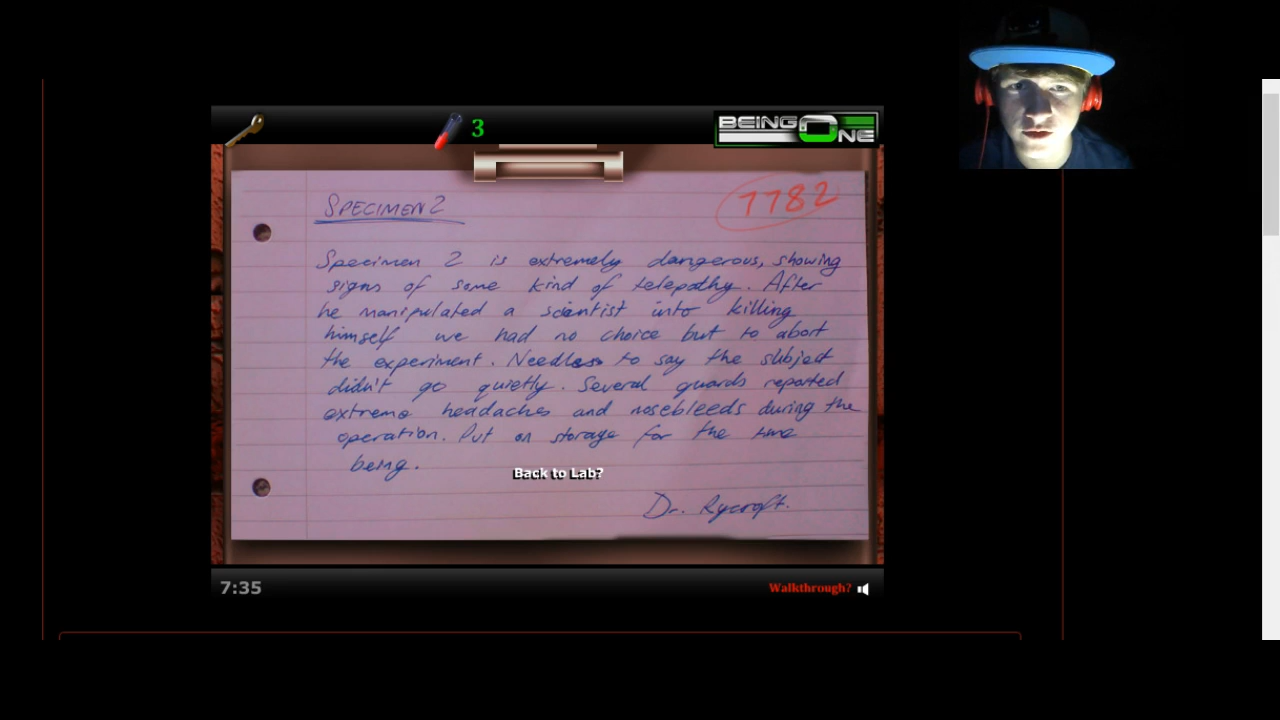 3
BEING ONE
SPECIMEN 2
7782
Specimen 2 is extremely dangerous, showing
signs of some kind of telepathy. After
he manipulated a scientist into killing
himself we had no choice but to abort
the experiment. Needless to say the subject
didn't go quietly. Several guards reported
extreme headaches and nosebleeds during the
operation. Put on storage for the time
being.
Back to Lab?
Dr. Rycroft.
7:35
Walkthrough?